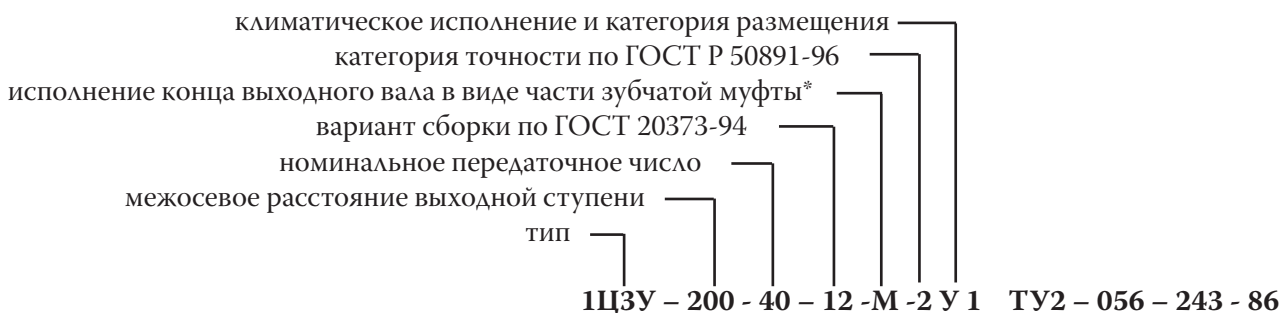 климатическое исполнение и категория размещения
категория точности по ГОСТ Р 50891-96
исполнение конца выходного вала в виде части зубчатой муфты*
вариант сборки по ГОСТ 20373-94
номинальное передаточное число
межосевое расстояние выходной ступени
тип
1Ц3У – 200 - 40 – 12 -М -2 У 1 ТУ2 – 056 – 243 - 86